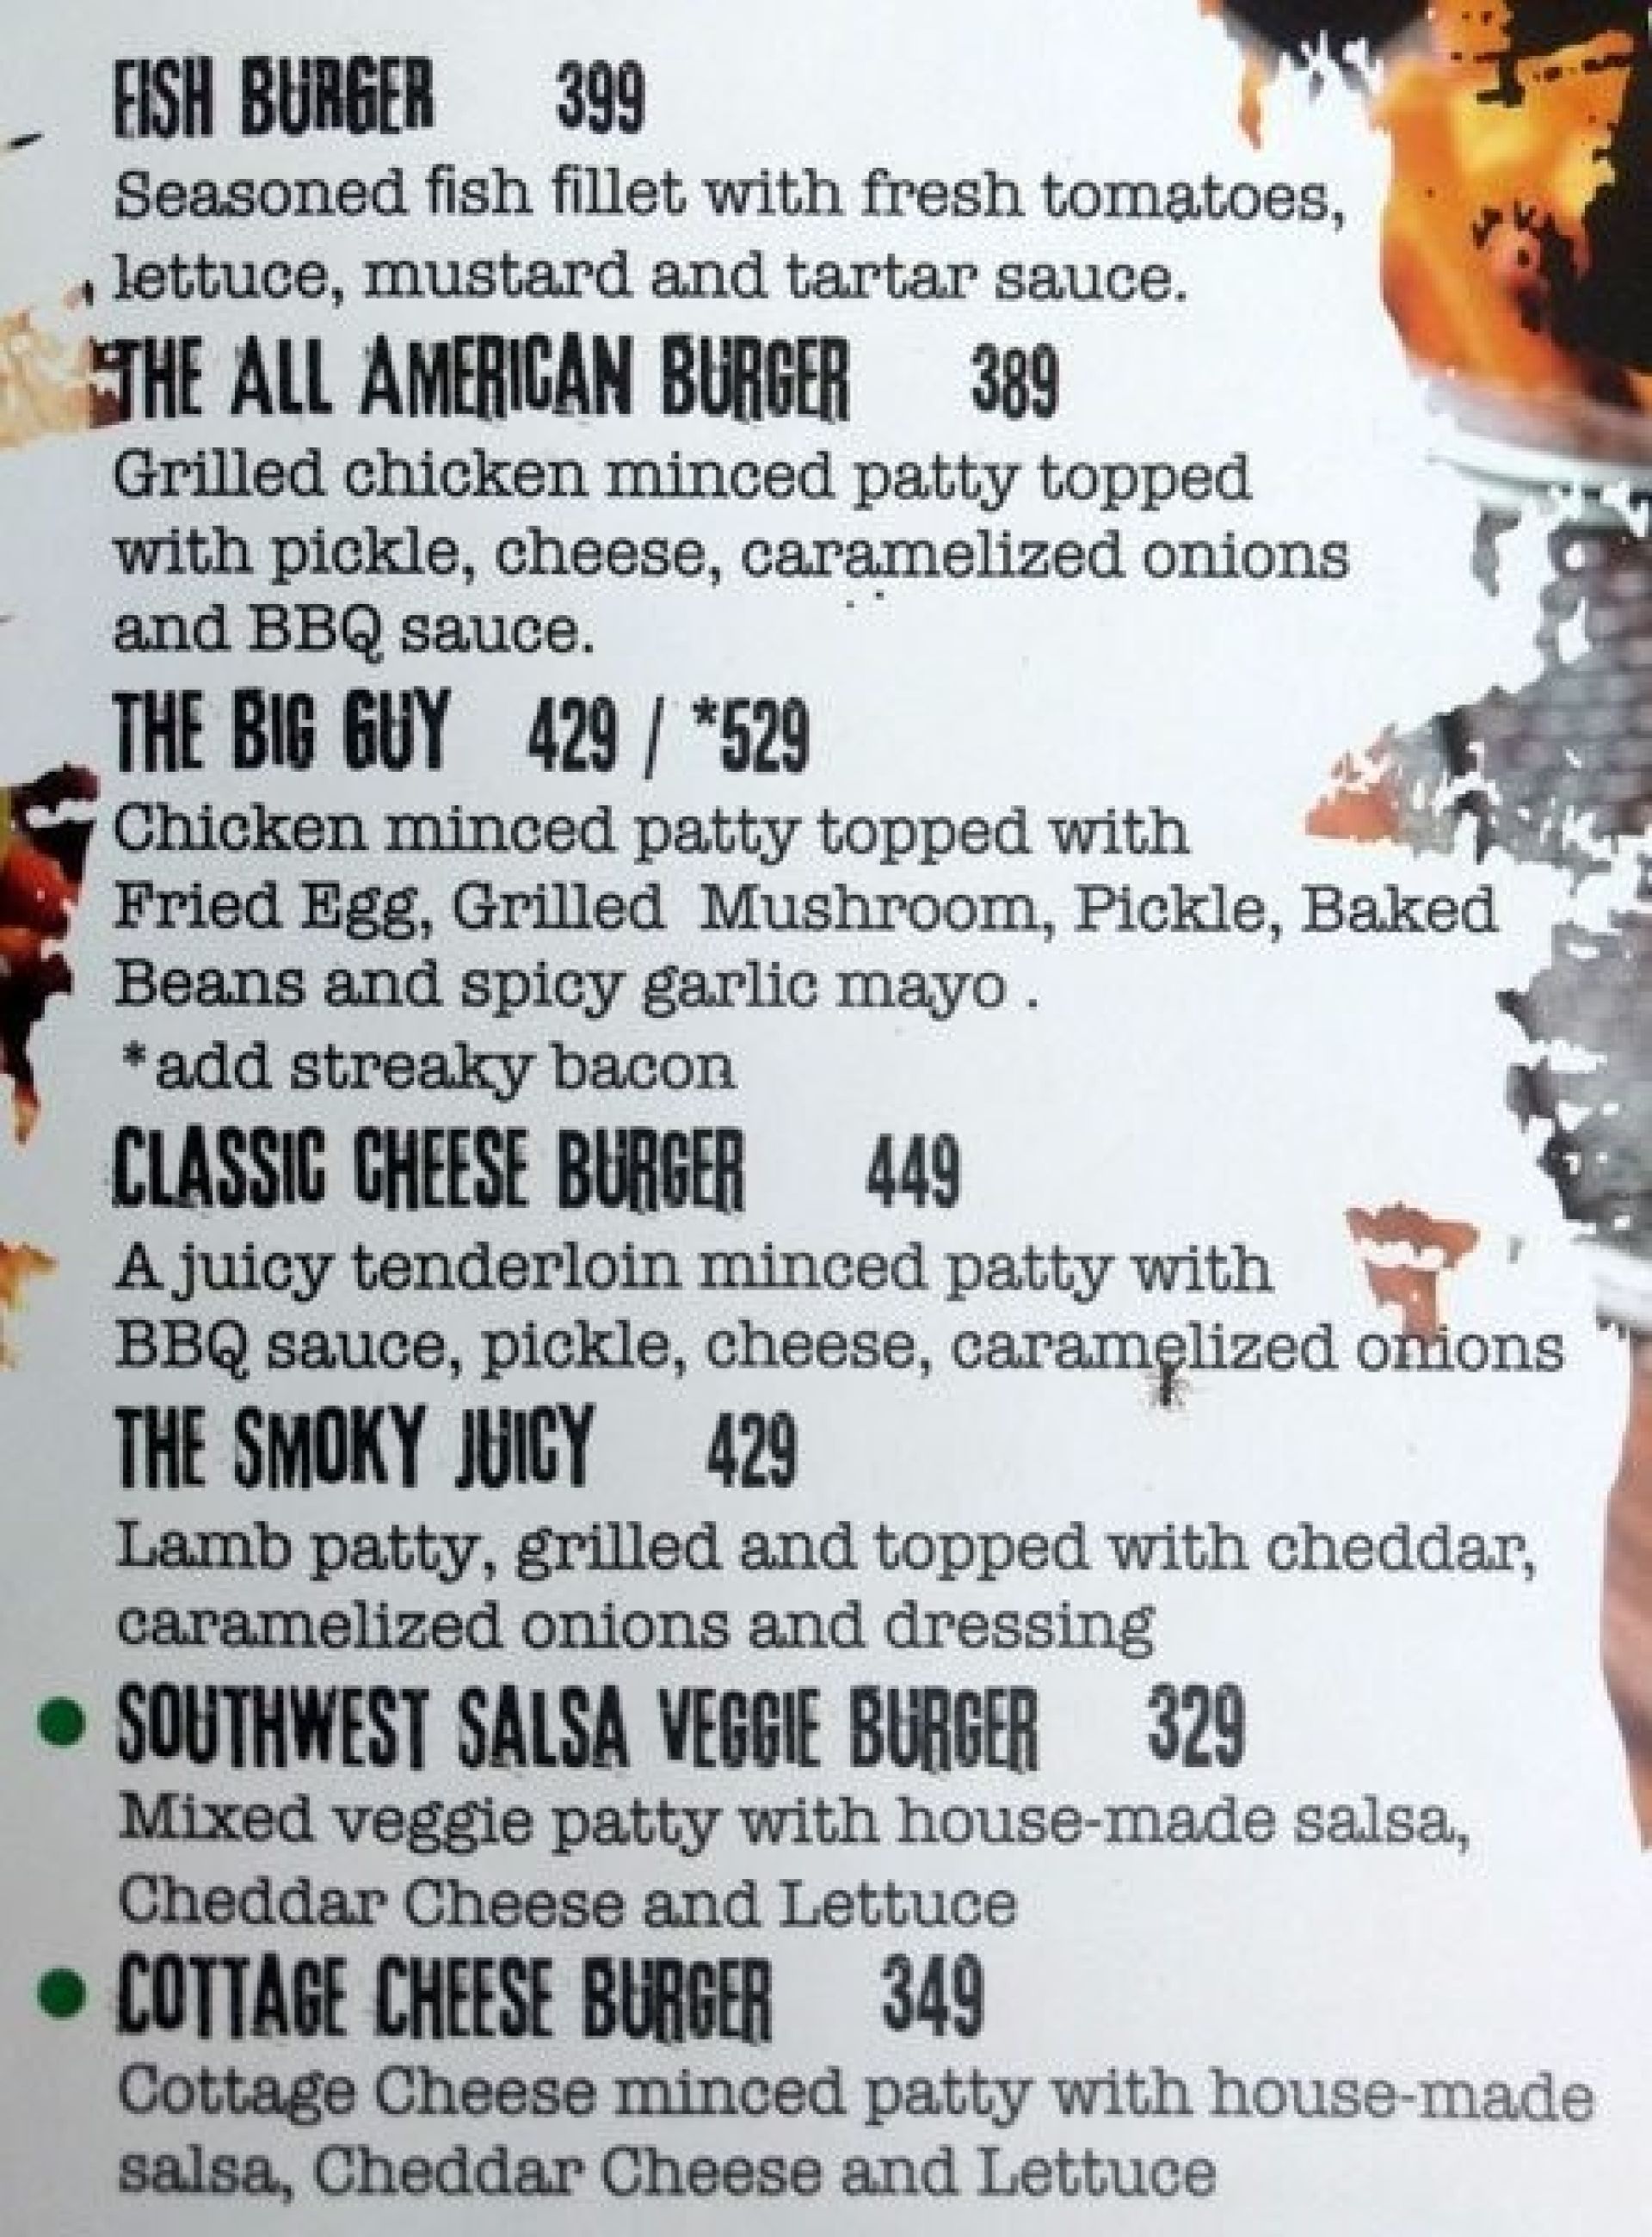 FISH BURGER 399
Seasoned fish fillet with fresh tomatoes,
lettuce, mustard and tartar sauce.
THE ALL AMERICAN BURGER 389
Grilled chicken minced patty topped
with pickle, cheese, caramelized onions
and BBQ sauce.
THE BIG GUY 429 / *529
Chicken minced patty topped with
Fried Egg, Grilled Mushroom, Pickle, Baked
Beans and spicy garlic mayo .
*add streaky bacon
CLASSIC CHEESE BURGER 449
A juicy tenderloin minced patty with
BBQ sauce, pickle, cheese, caramelized onions
THE SMOKY JUICY 429
Lamb patty, grilled and topped with cheddar,
caramelized onions and dressing
SOUTHWEST SALSA VEGGIE BURGER 329
Mixed veggie patty with house-made salsa,
Cheddar Cheese and Lettuce
COTTAGE CHEESE BURGER 349
Cottage Cheese minced patty with house-made
salsa, Cheddar Cheese and Lettuce